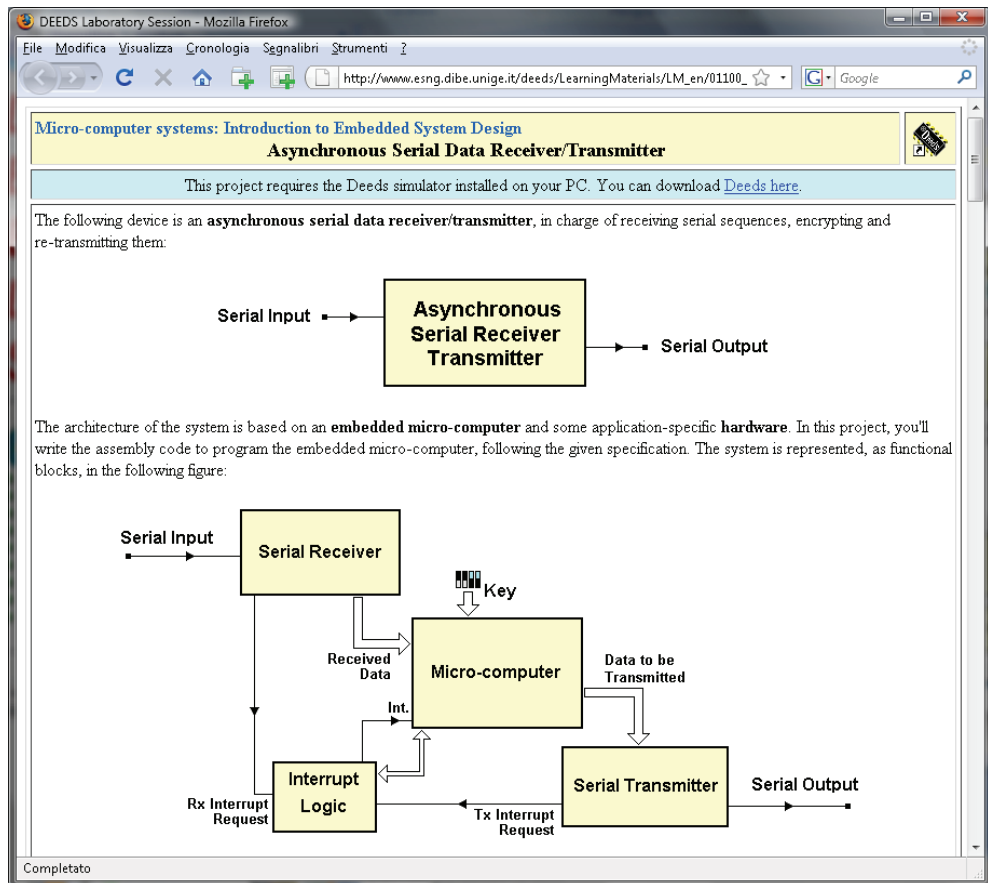 DEEDS Laboratory Session - Mozilla Firefox
File Modifica Visualizza Cronologia Segnalibri Strumenti ?
http://www.esng.dibe.unige.it/deeds/LearningMaterials/LM_en/01100_
G Google
Micro-computer systems: Introduction to Embedded System Design
Asynchronous Serial Data Receiver/Transmitter
Deeds
This project requires the Deeds simulator installed on your PC. You can download Deeds here.
The following device is an asynchronous serial data receiver/transmitter, in charge of receiving serial sequences, encrypting and
re-transmitting them:
Serial Input
Asynchronous
Serial Receiver
Transmitter
Serial Output
The architecture of the system is based on an embedded micro-computer and some application-specific hardware. In this project, you'll
write the assembly code to program the embedded micro-computer, following the given specification. The system is represented, as functional
blocks, in the following figure:
Serial Input
Serial Receiver
Key
Received
Data
Micro-computer
Data to be
Transmitted
Int.
Interrupt
Logic
Rx Interrupt
Request
Tx Interrupt
Request
Serial Transmitter
Serial Output
Completato